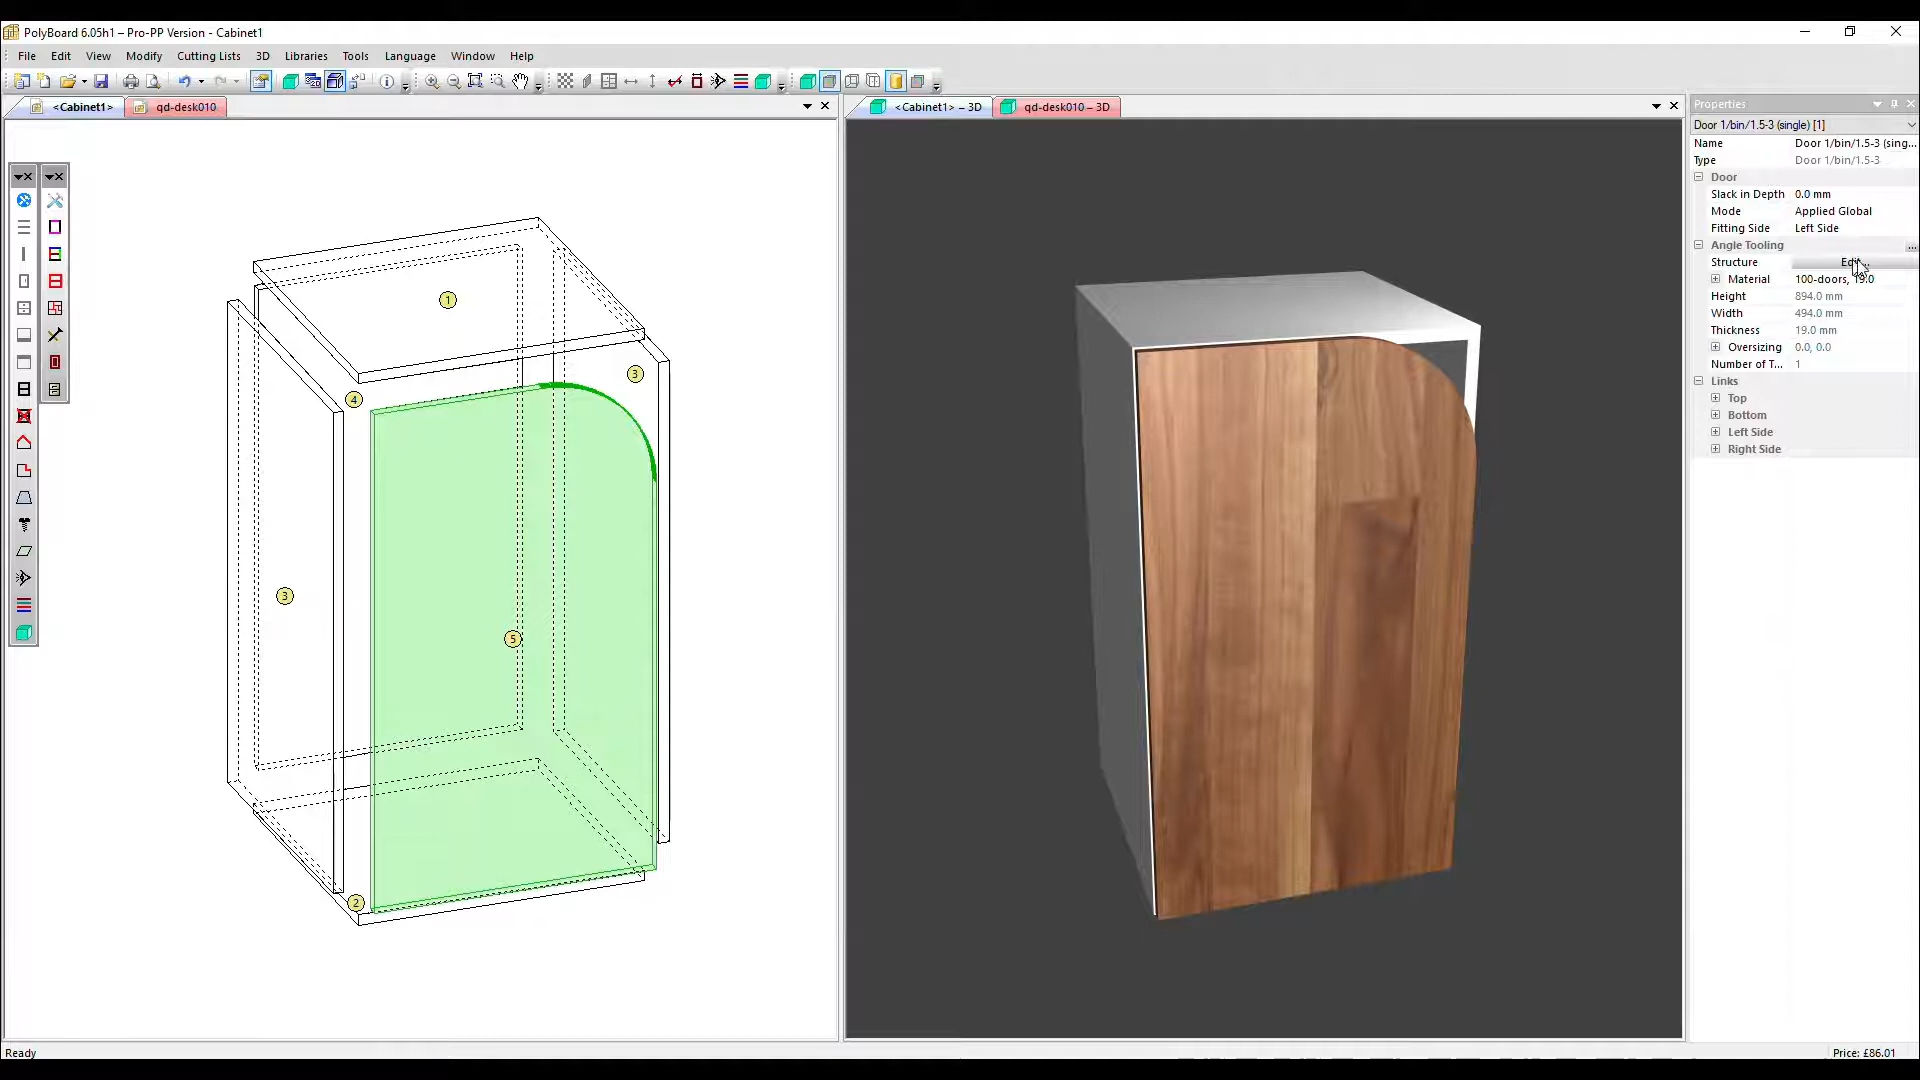 PolyBoard 6.05h1 – Pro-PP Version - Cabinet1
File Edit View Modify Cutting Lists 3D Libraries Tools Language Window Help
<Cabinet1> qd-desk010
<Cabinet1> – 3D qd-desk010 – 3D
1
3
4
3
5
2
Properties
Door 1/bin/1.5-3 (single) [1]
Name Door 1/bin/1.5-3 (sing...
Type Door 1/bin/1.5-3
Door
Slack in Depth 0.0 mm
Mode Applied Global
Fitting Side Left Side
Angle Tooling ...
Structure
Material 100-doors, 19.0
Height 894.0 mm
Width 494.0 mm
Thickness 19.0 mm
Oversizing 0.0, 0.0
Number of T... 1
Links
Top
Bottom
Left Side
Right Side
Ready
Price: £86.01